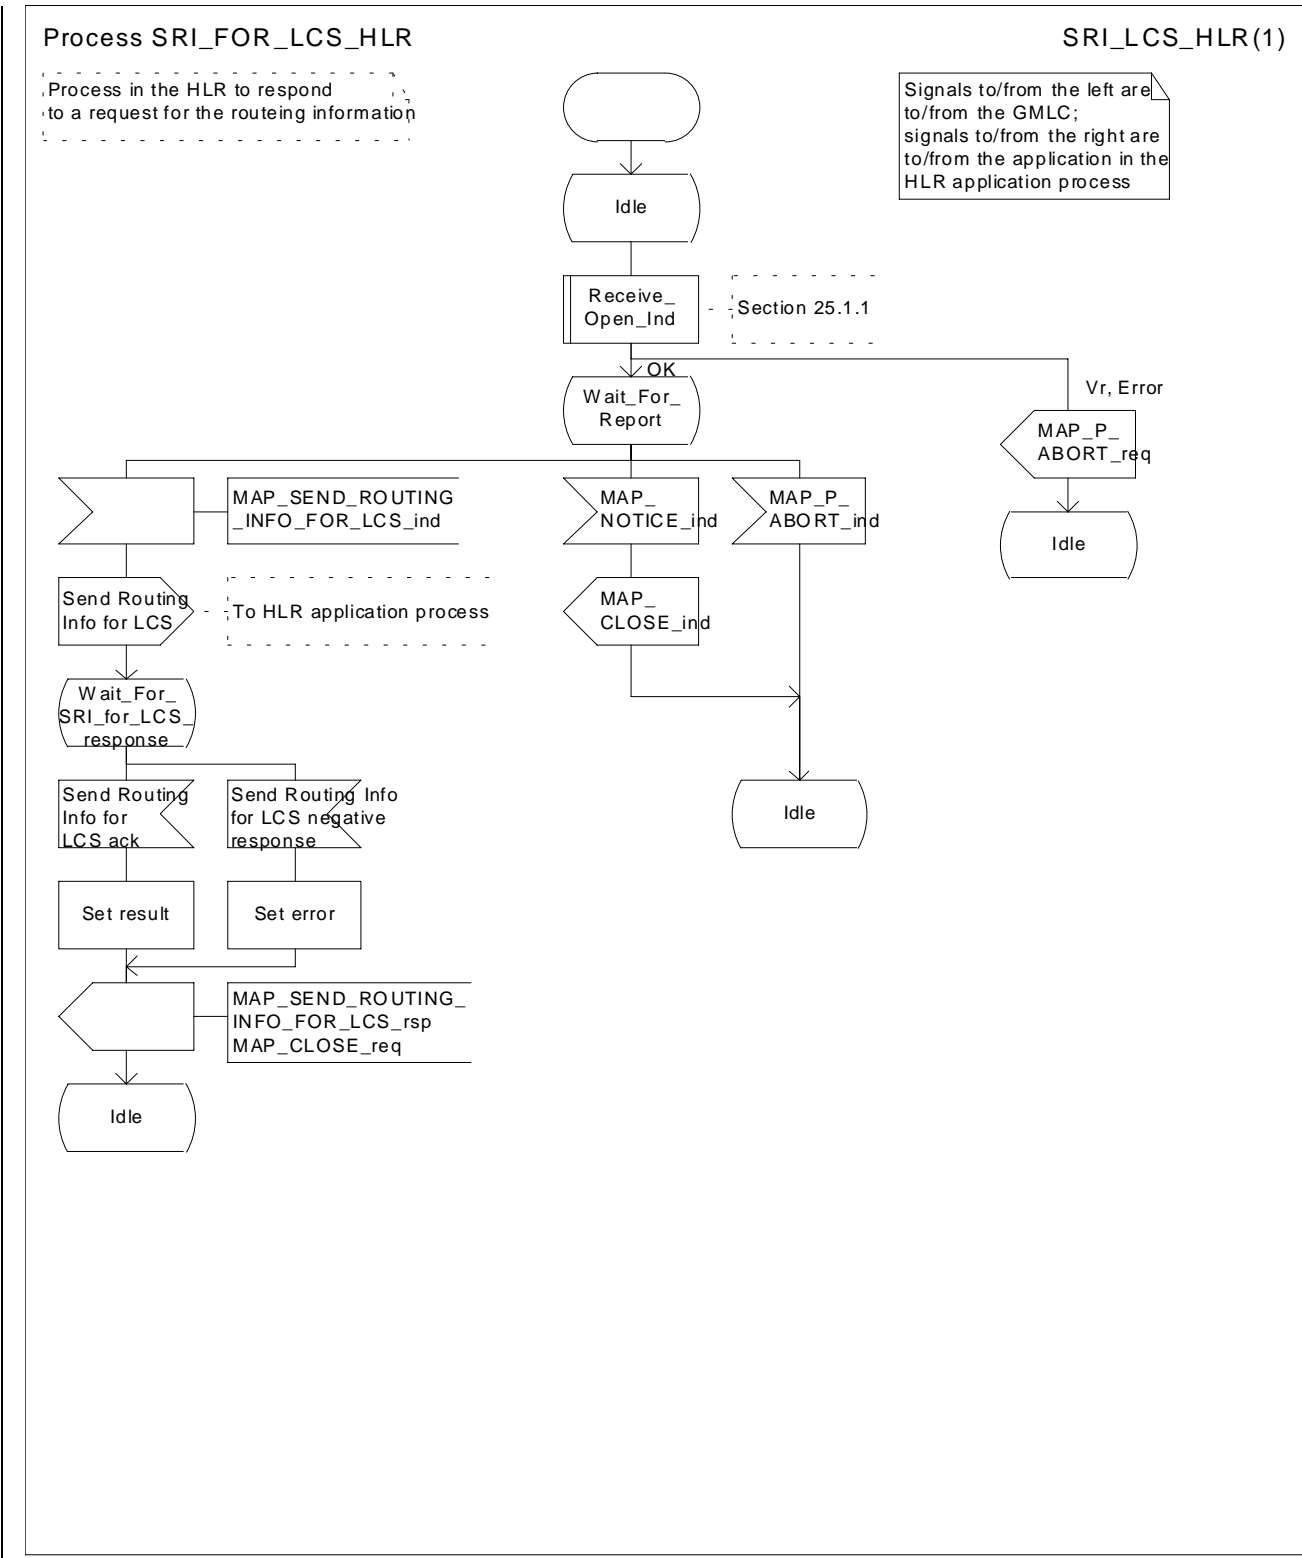 Process SRI_FOR_LCS_HLR
SRI_LCS_HLR(1)
Process in the HLR to respond
to a request for the routeing information
Signals to/from the left are
to/from the GMLC;
signals to/from the right are
to/from the application in the
HLR application process
Idle
Receive_
Open_Ind
Section 25.1.1
OK
Vr, Error
Wait_For_
Report
MAP_P_
ABORT_req
Idle
MAP_SEND_ROUTING
_INFO_FOR_LCS_ind
MAP_
NOTICE_ind
MAP_P_
ABORT_ind
Send Routing
Info for LCS
To HLR application process
MAP_
CLOSE_ind
Wait_For_
SRI_for_LCS_
response
Send Routing
Info for
LCS ack
Send Routing Info
for LCS negative
response
Idle
Set result
Set error
MAP_SEND_ROUTING_
INFO_FOR_LCS_rsp
MAP_CLOSE_req
Idle